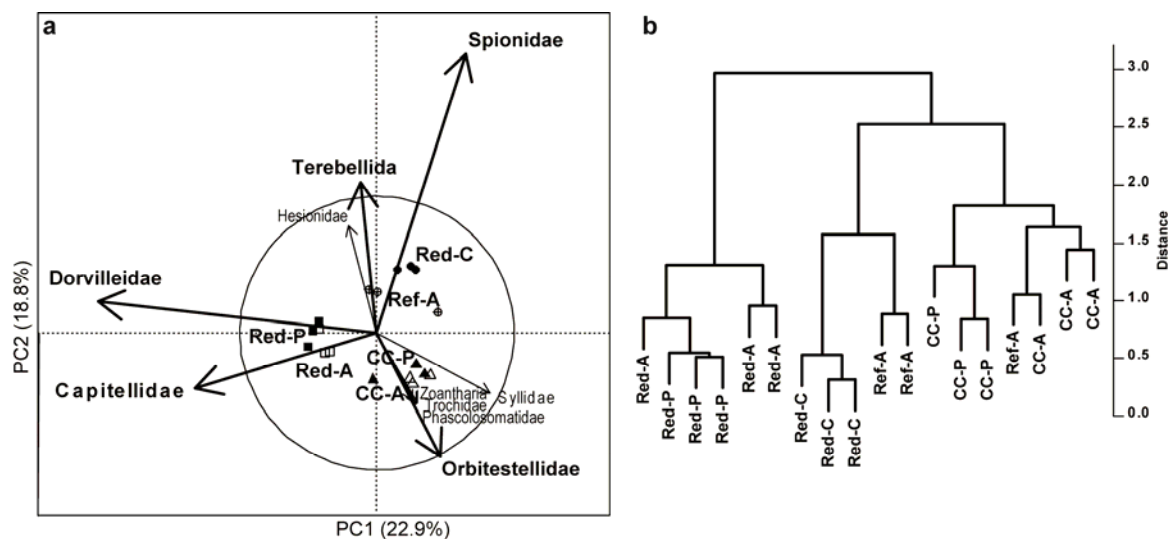 a
Spionidae
Terebellida
Hesionidae
Red-C
Dorvilleidae
Ref-A
Red-P
Red-A
CC-P
Capitellidae
CC-A
Zoantharia
Syllidae
Trochidae
Phascolosomatidae
Orbitestellidae
PC2 (18.8%)
PC1 (22.9%)
b
3.0
2.5
2.0
1.5
1.0
0.5
0.0
Distance
Red-A
Red-P
Red-P
Red-P
Red-A
Red-A
Red-C
Red-C
Red-C
Ref-A
Ref-A
CC-P
CC-P
CC-P
Ref-A
CC-A
CC-A
CC-A